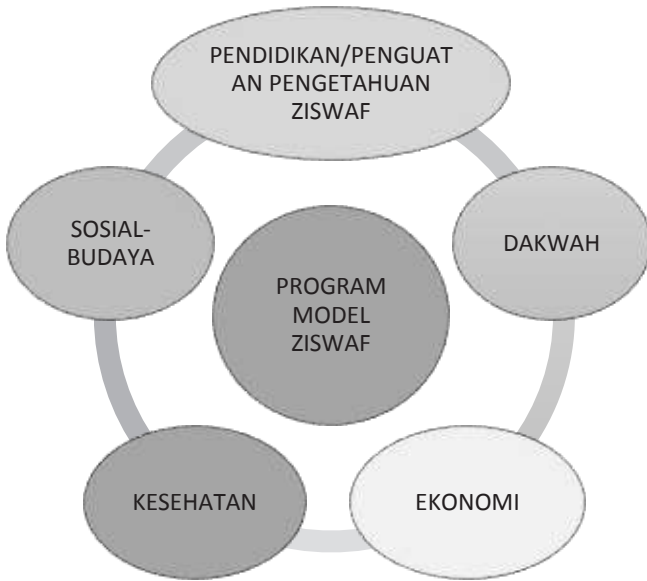 PENDIDIKAN/PENGUAT
AN PENGETAHUAN
ZISWAF
SOSIAL-
BUDAYA
DAKWAH
PROGRAM
MODEL
ZISWAF
KESEHATAN
EKONOMI